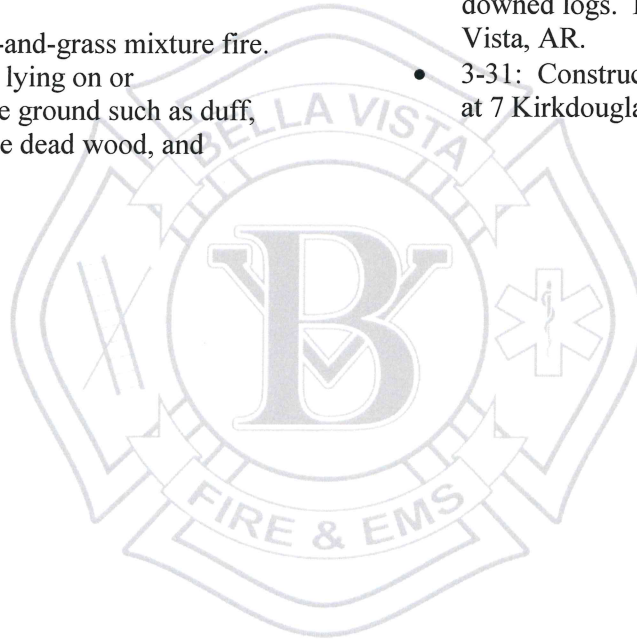 -and-grass mixture fire.
lying on or
e ground such as duff,
e dead wood, and
downed logs.
Vista, AR.
• 3-31: Construc
at 7 Kirkdougla
BELLA VISTA
BV
FIRE & EMS